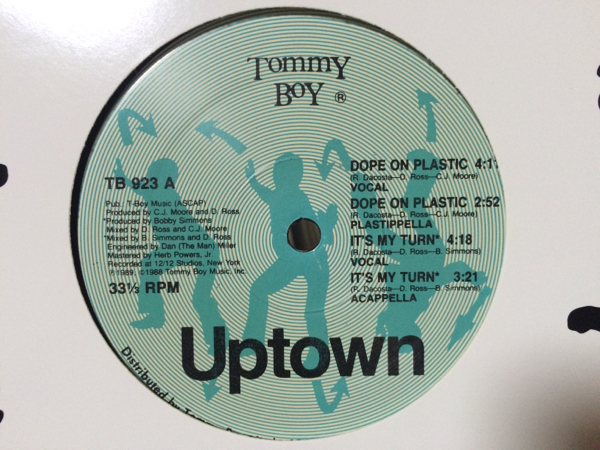 Tommy
Boy ®
TB 923 A
Pub. T-Boy Music (ASCAP)
Produced by C.J. Moore and D. Ross
*Produced by Bobby Simmons
Mixed by D. Ross and C.J. Moore
*Mixed by B. Simmons and D. Ross
Engineered by Dan (The Man) Miller
Mastered by Herb Powers, Jr
Recorded at 12/12 Studios, New York
℗1989, ©1988 Tommy Boy Music, Inc.
33⅓ RPM
DOPE ON PLASTIC
(R. Dacosta—D. Ross—C.J. Moore)
VOCAL
DOPE ON PLASTIC 2:52
(R. Dacosta—D. Ross—C.J. Moore)
PLASTIPPELLA
IT'S MY TURN* 4:18
(R. Dacosta—D. Ross—B. Simmons)
VOCAL
IT'S MY TURN* 3:21
(R. Dacosta—D. Ross—B. Simmons)
ACAPPELLA
Uptown
Distributed by